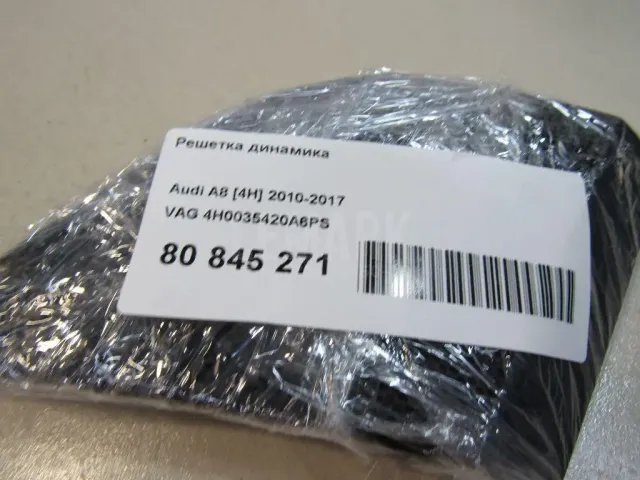 Решетка динамика
Audi A8 [4H] 2010-2017
VAG 4H0035420A6PS
80 845 271